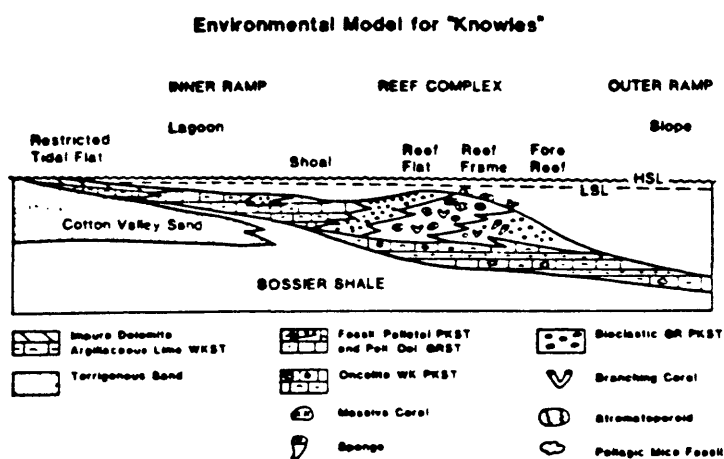 Environmental Model for "Knowles"
INNER RAMP REEF COMPLEX OUTER RAMP
Lagoon Slope
Restricted Tidal Flat
Shoal
Reef Flat
Reef Frame
Fore Reef
HSL
LSL
Cotton Valley Sand
BOSSIER SHALE
Impure Dolomite
Argillaceous Lime WKST
Terrigenous Sand
Fossil Pelletal PKST
and Pell Ool GRST
Oncolite WK PKST
Massive Coral
Sponge
Bioclastic GR PKST
Branching Coral
Stromatoporoid
Pellagic Mico Fossil